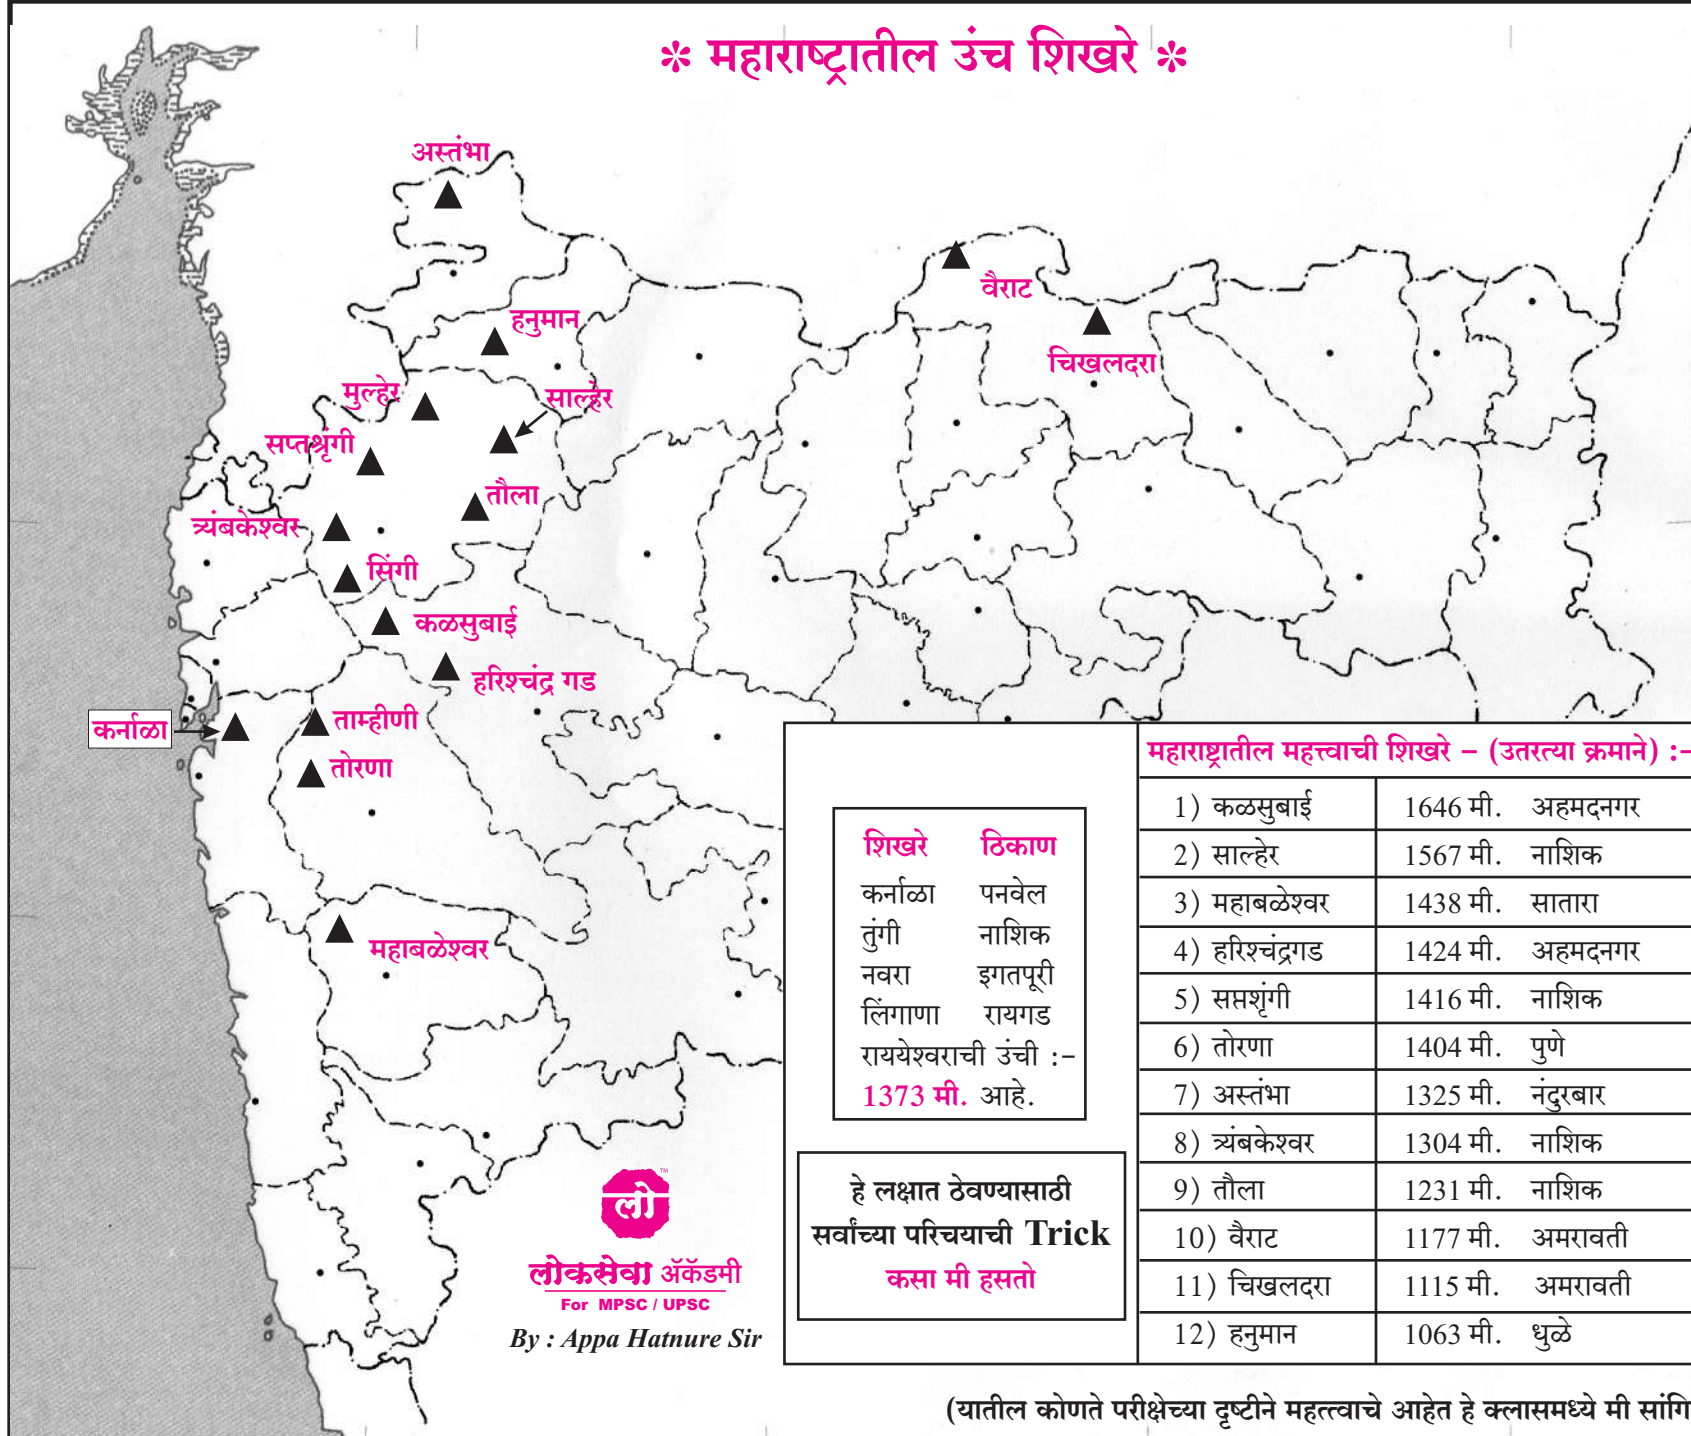 * महाराष्ट्रातील उंच शिखरे *
अस्तंभा
वैराट
हनुमान
चिखलदरा
मुल्हेर
साल्हेर
सप्तश्रृंगी
तौला
त्र्यंबकेश्वर
सिंगी
कळसुबाई
हरिश्चंद्र गड
कर्नाळा
ताम्हीणी
तोरणा
महाबळेश्वर
शिखरे ठिकाण
कर्नाळा पनवेल
तुंगी नाशिक
नवरा इगतपूरी
लिंगाणा रायगड
राययेश्वराची उंची :-
1373 मी. आहे.
हे लक्षात ठेवण्यासाठी
सर्वांच्या परिचयाची Trick
कसा मी हसतो
महाराष्ट्रातील महत्त्वाची शिखरे - (उतरत्या क्रमाने) :-
1) कळसुबाई 1646 मी. अहमदनगर
2) साल्हेर 1567 मी. नाशिक
3) महाबळेश्वर 1438 मी. सातारा
4) हरिश्चंद्रगड 1424 मी. अहमदनगर
5) सप्तशृंगी 1416 मी. नाशिक
6) तोरणा 1404 मी. पुणे
7) अस्तंभा 1325 मी. नंदुरबार
8) त्र्यंबकेश्वर 1304 मी. नाशिक
9) तौला 1231 मी. नाशिक
10) वैराट 1177 मी. अमरावती
11) चिखलदरा 1115 मी. अमरावती
12) हनुमान 1063 मी. धुळे
लो TM
लोकसेवा ॲकॅडमी
For MPSC / UPSC
By : Appa Hatnure Sir
(यातील कोणते परीक्षेच्या दृष्टीने महत्त्वाचे आहेत हे क्लासमध्ये मी सांगि